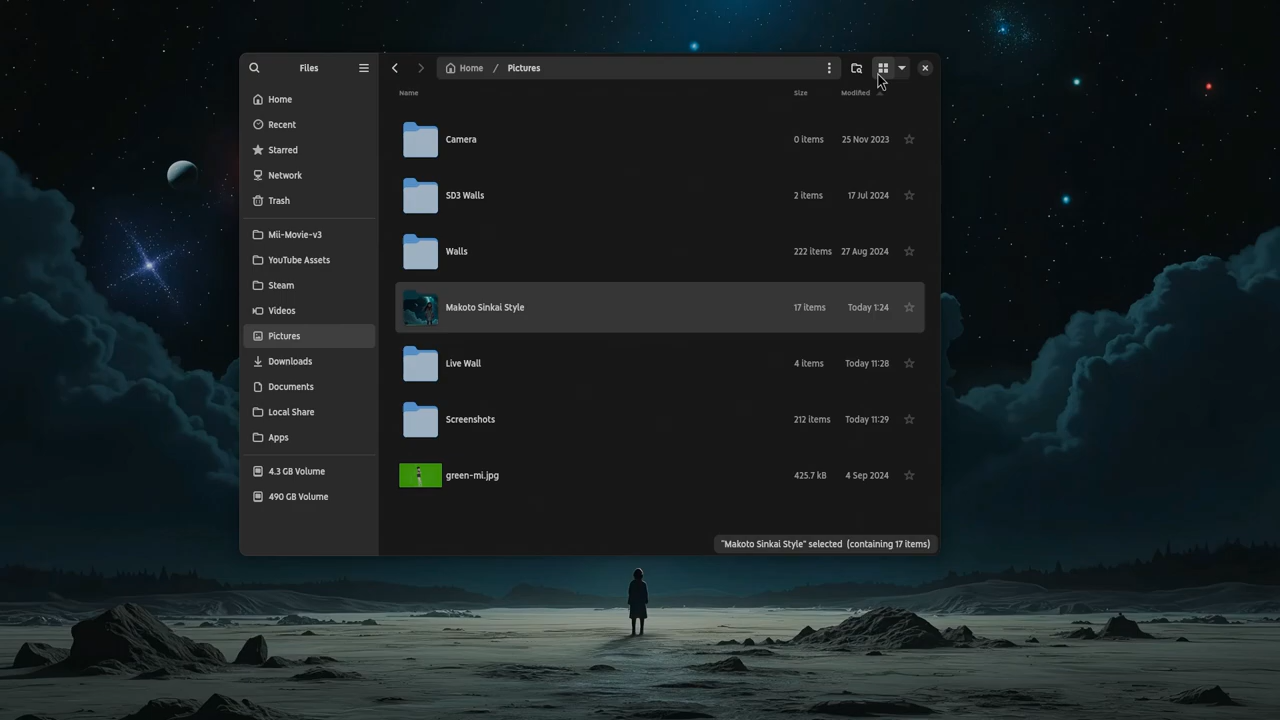 Files
Home / Pictures
Home
Recent
Starred
Network
Trash
Mii-Movie-v3
YouTube Assets
Steam
Videos
Pictures
Downloads
Documents
Local Share
Apps
4.3 GB Volume
490 GB Volume
Name Size Modified
Camera 0 items 25 Nov 2023
SD3 Walls 2 items 17 Jul 2024
Walls 222 items 27 Aug 2024
Makoto Sinkai Style 17 items Today 1:24
Live Wall 4 items Today 11:28
Screenshots 212 items Today 11:29
green-mi.jpg 425.7 kB 4 Sep 2024
"Makoto Sinkai Style" selected (containing 17 items)